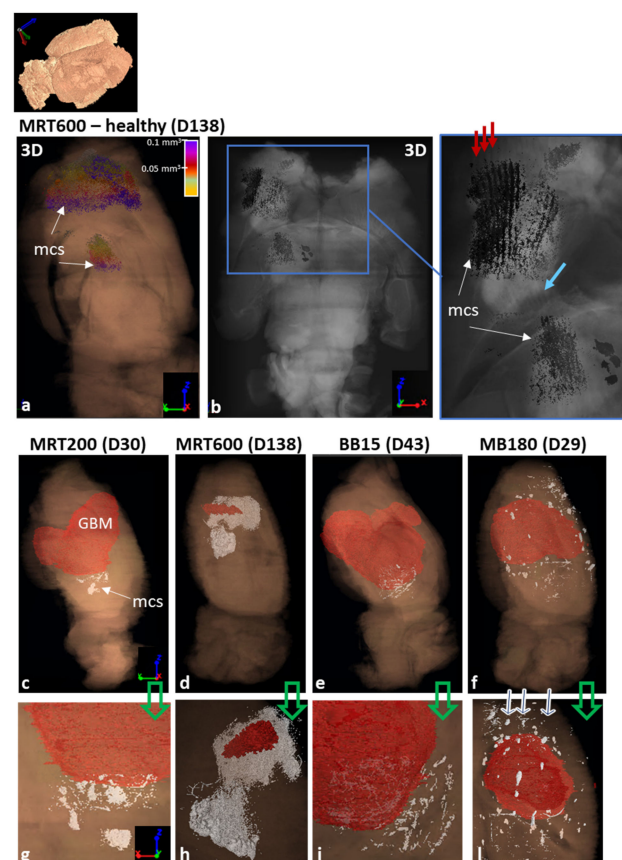 MRT600 – healthy (D138)
3D
0.1 mm³
0.05 mm³
mcs
a
3D
b
mcs
MRT200 (D30)
MRT600 (D138)
BB15 (D43)
MB180 (D29)
GBM
mcs
c
d
e
f
g
h
i
l